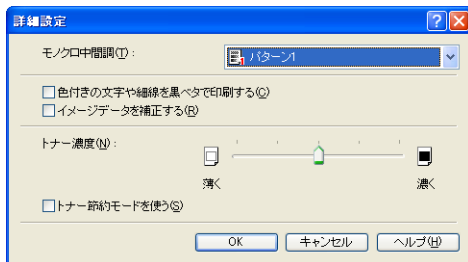 詳細設定
モノクロ中間調(T): パターン1
色付きの文字や細線を黒ベタで印刷する(C)
イメージデータを補正する(R)
トナー濃度(N):
薄く 濃く
トナー節約モードを使う(S)
OK キャンセル ヘルプ(H)